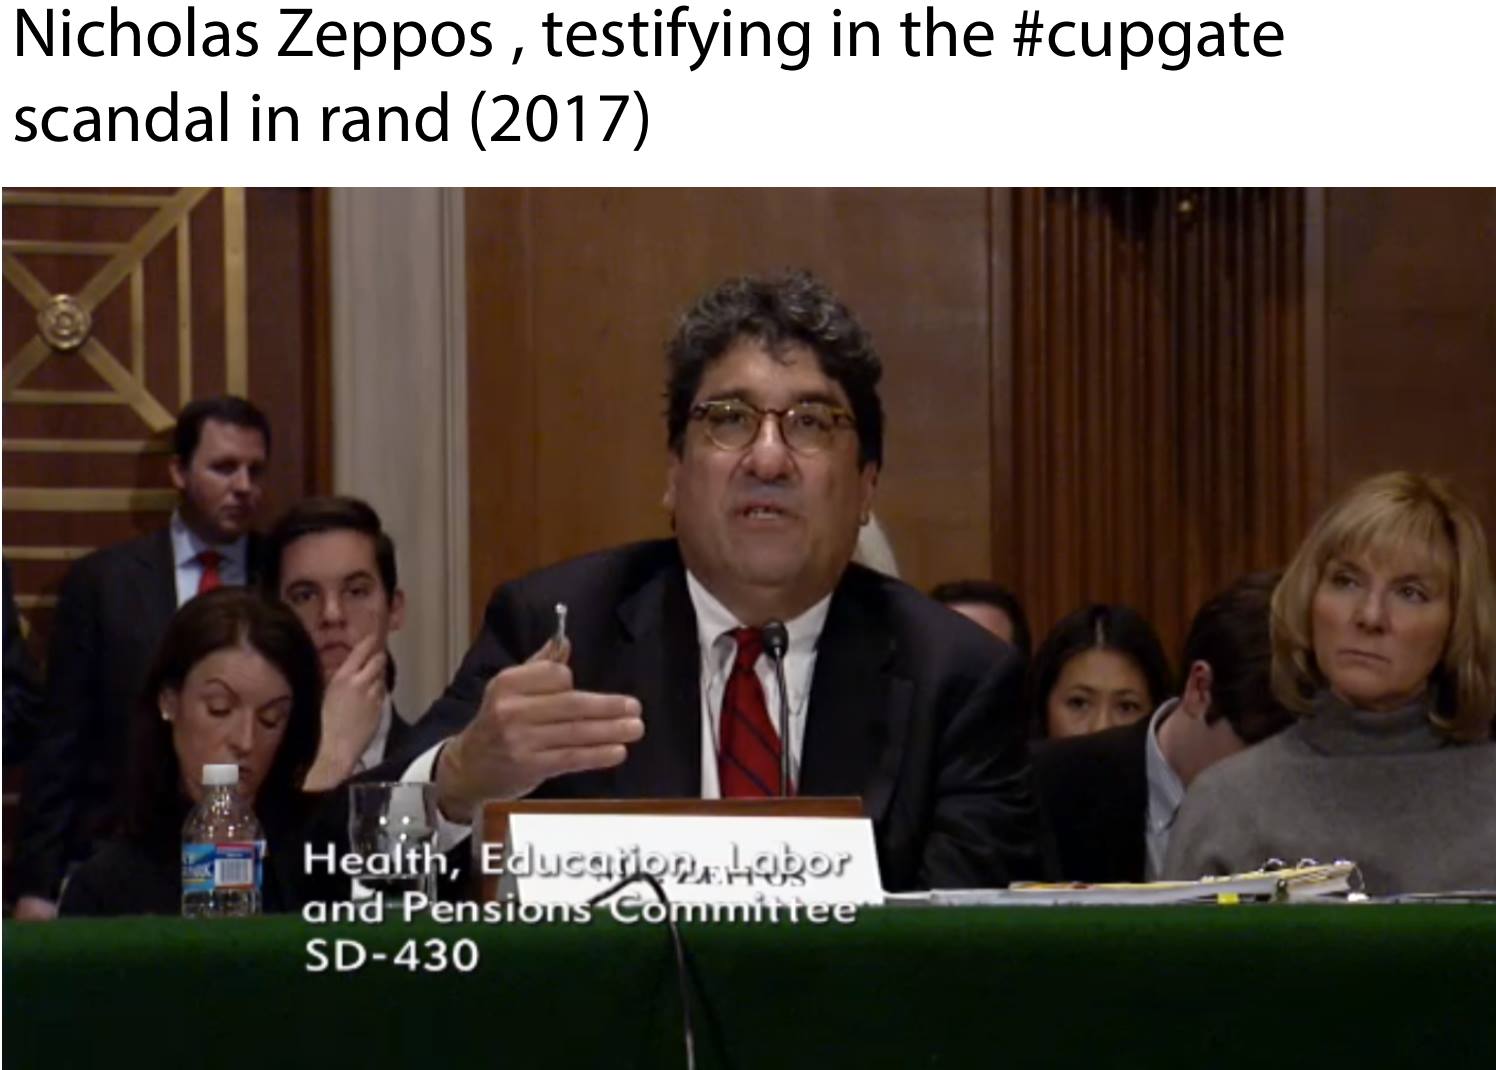 Nicholas Zeppos , testifying in the #cupgate
scandal in rand (2017)
Health, Education, Labor
and Pensions Committee
SD-430